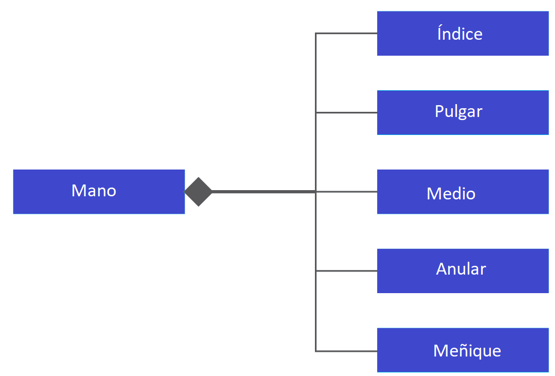 Índice
Pulgar
Mano
Medio
Anular
Meñique